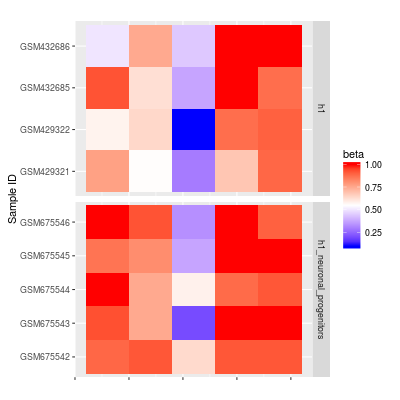 Sample ID
GSM432686
GSM432685
GSM429322
GSM429321
h1
GSM675546
GSM675545
GSM675544
GSM675543
GSM675542
h1_neuronal_progenitors
beta
1.00
0.75
0.50
0.25